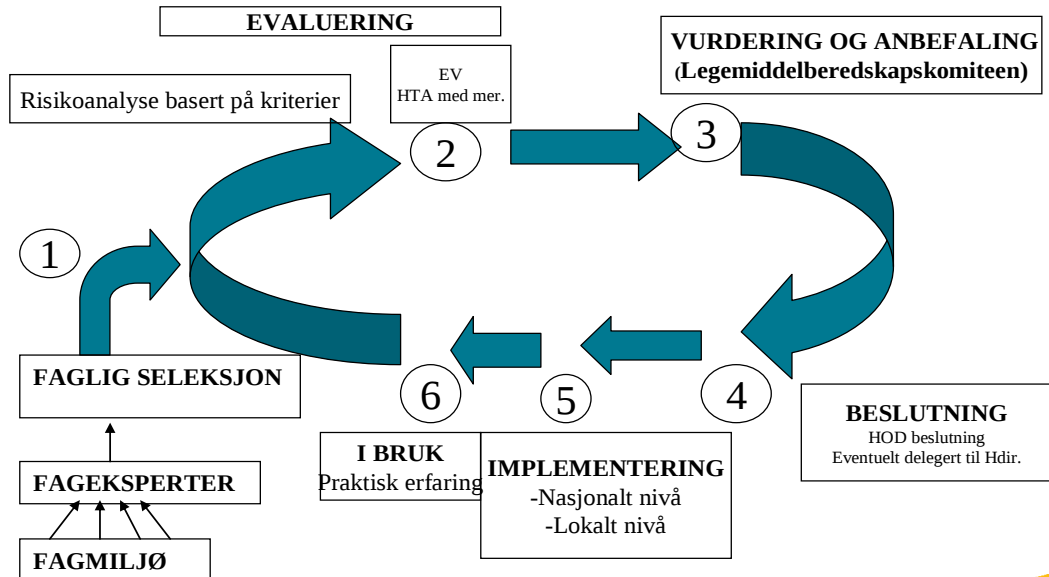 EVALUERING
VURDERING OG ANBEFALING
(Legemiddelberedskapskomiteen)
EV
HTA med mer.
Risikoanalyse basert på kriterier
1
2
3
FAGLIG SELEKSJON
FAGEKSPERTER
FAGMILJØ
6
5
4
I BRUK
Praktisk erfaring
IMPLEMENTERING
-Nasjonalt nivå
-Lokalt nivå
BESLUTNING
HOD beslutning
Eventuelt delegert til Hdir.